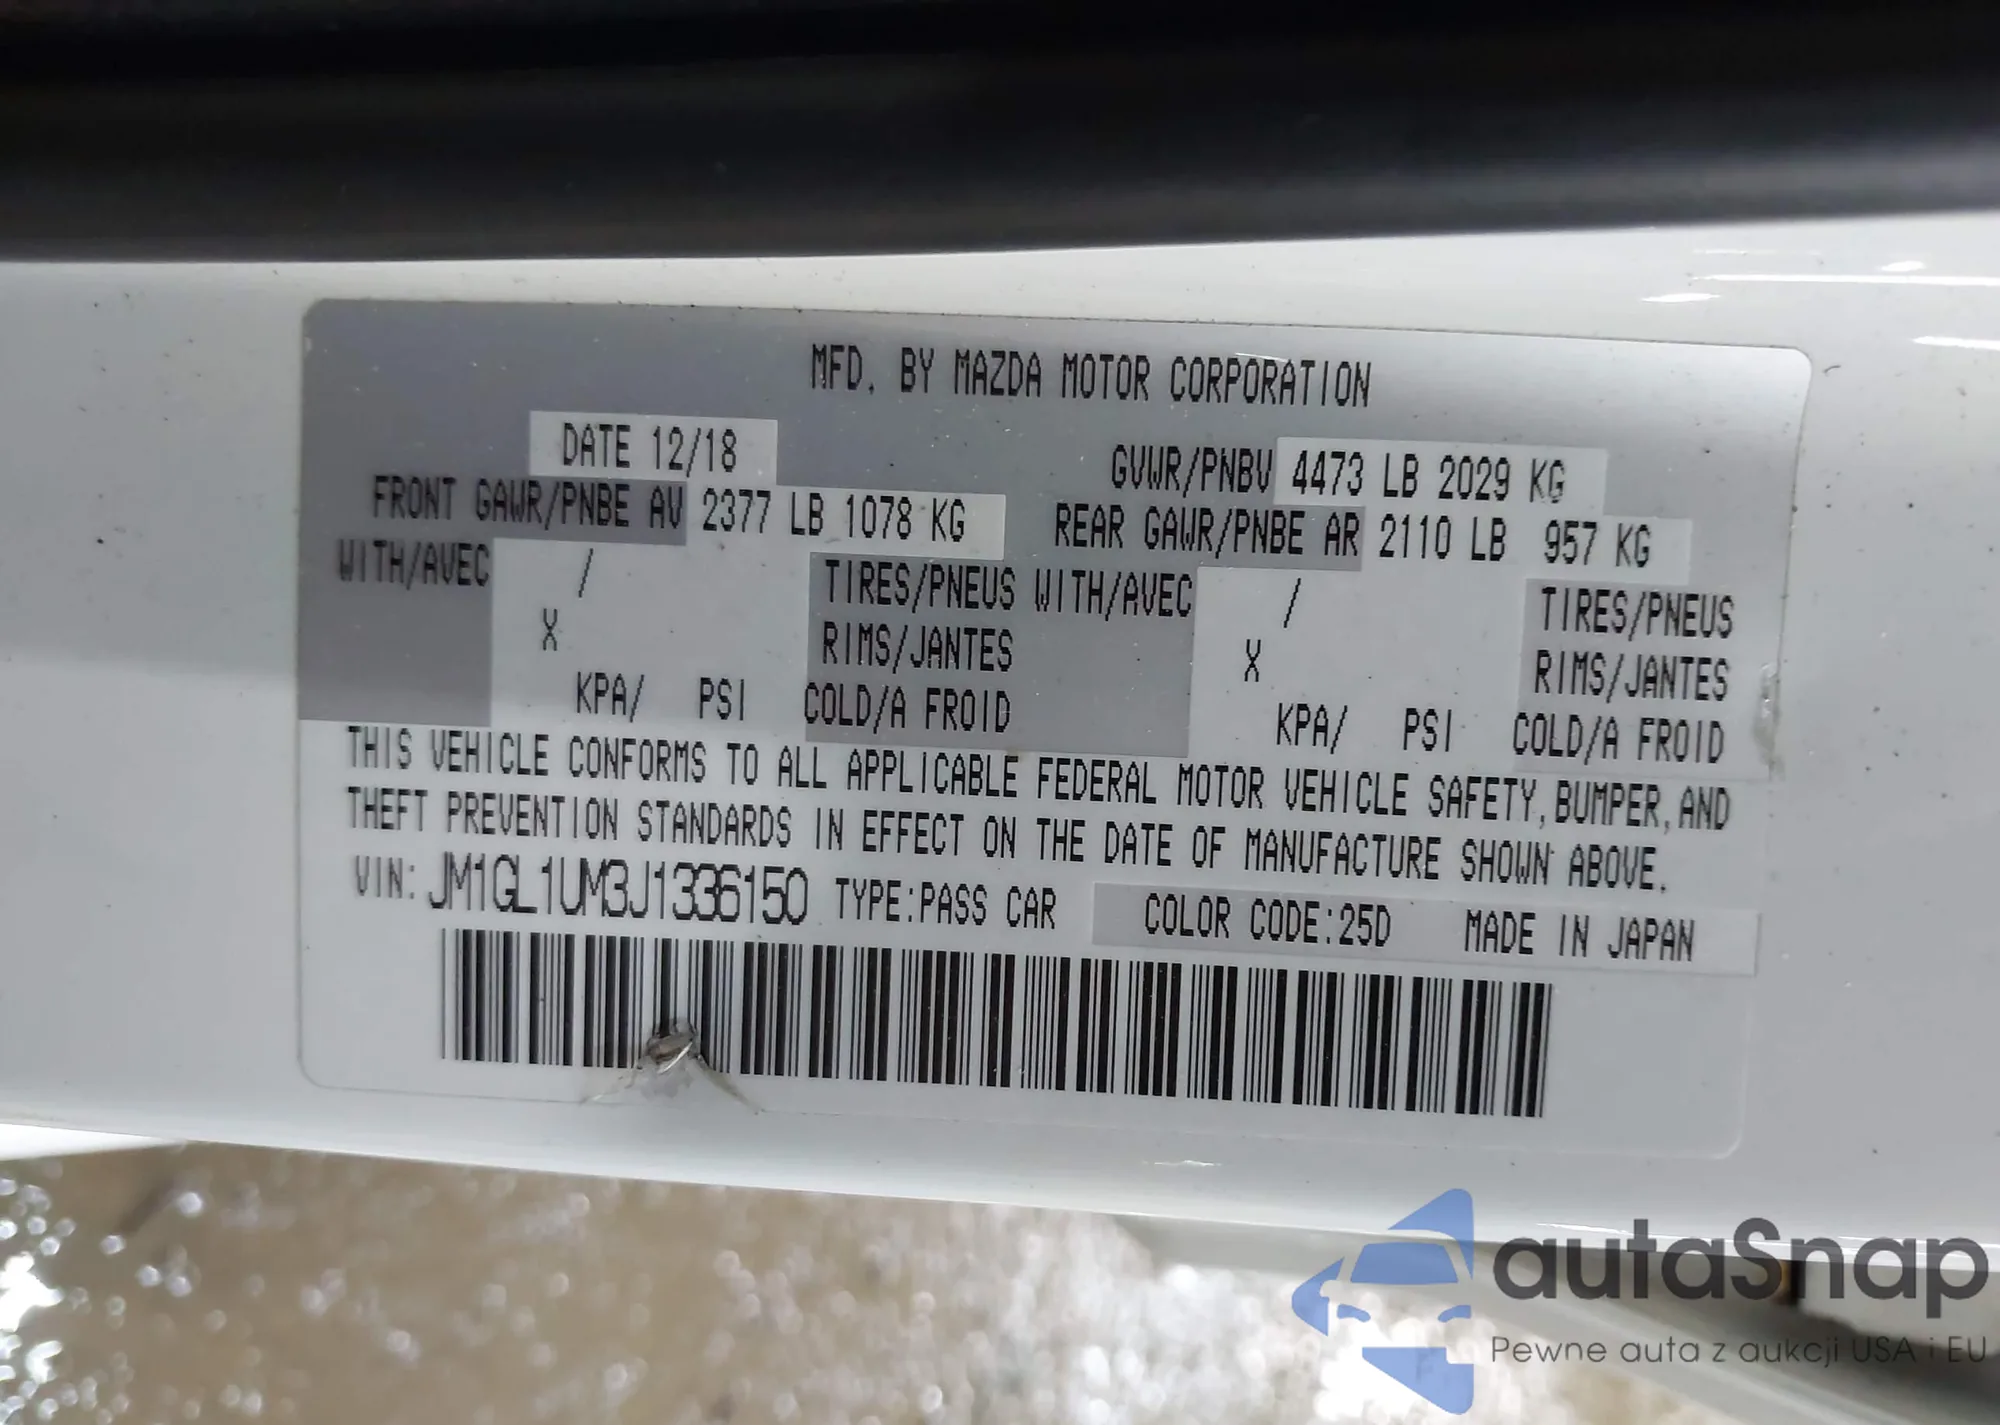 MFD. BY MAZDA MOTOR CORPORATION
DATE 12/18
GVWR/PNBV 4473 LB 2029 KG
FRONT GAWR/PNBE AV 2377 LB 1078 KG
REAR GAWR/PNBE AR 2110 LB 957 KG
WITH/AVEC / TIRES/PNEUS WITH/AVEC / TIRES/PNEUS
X RIMS/JANTES X RIMS/JANTES
KPA/ PSI COLD/A FROID KPA/ PSI COLD/A FROID
THIS VEHICLE CONFORMS TO ALL APPLICABLE FEDERAL MOTOR VEHICLE SAFETY, BUMPER, AND
THEFT PREVENTION STANDARDS IN EFFECT ON THE DATE OF MANUFACTURE SHOWN ABOVE.
VIN: JM1GL1UM3J1336150 TYPE:PASS CAR COLOR CODE:25D MADE IN JAPAN
autaSnap
Pewne auta z aukcji USA i EU